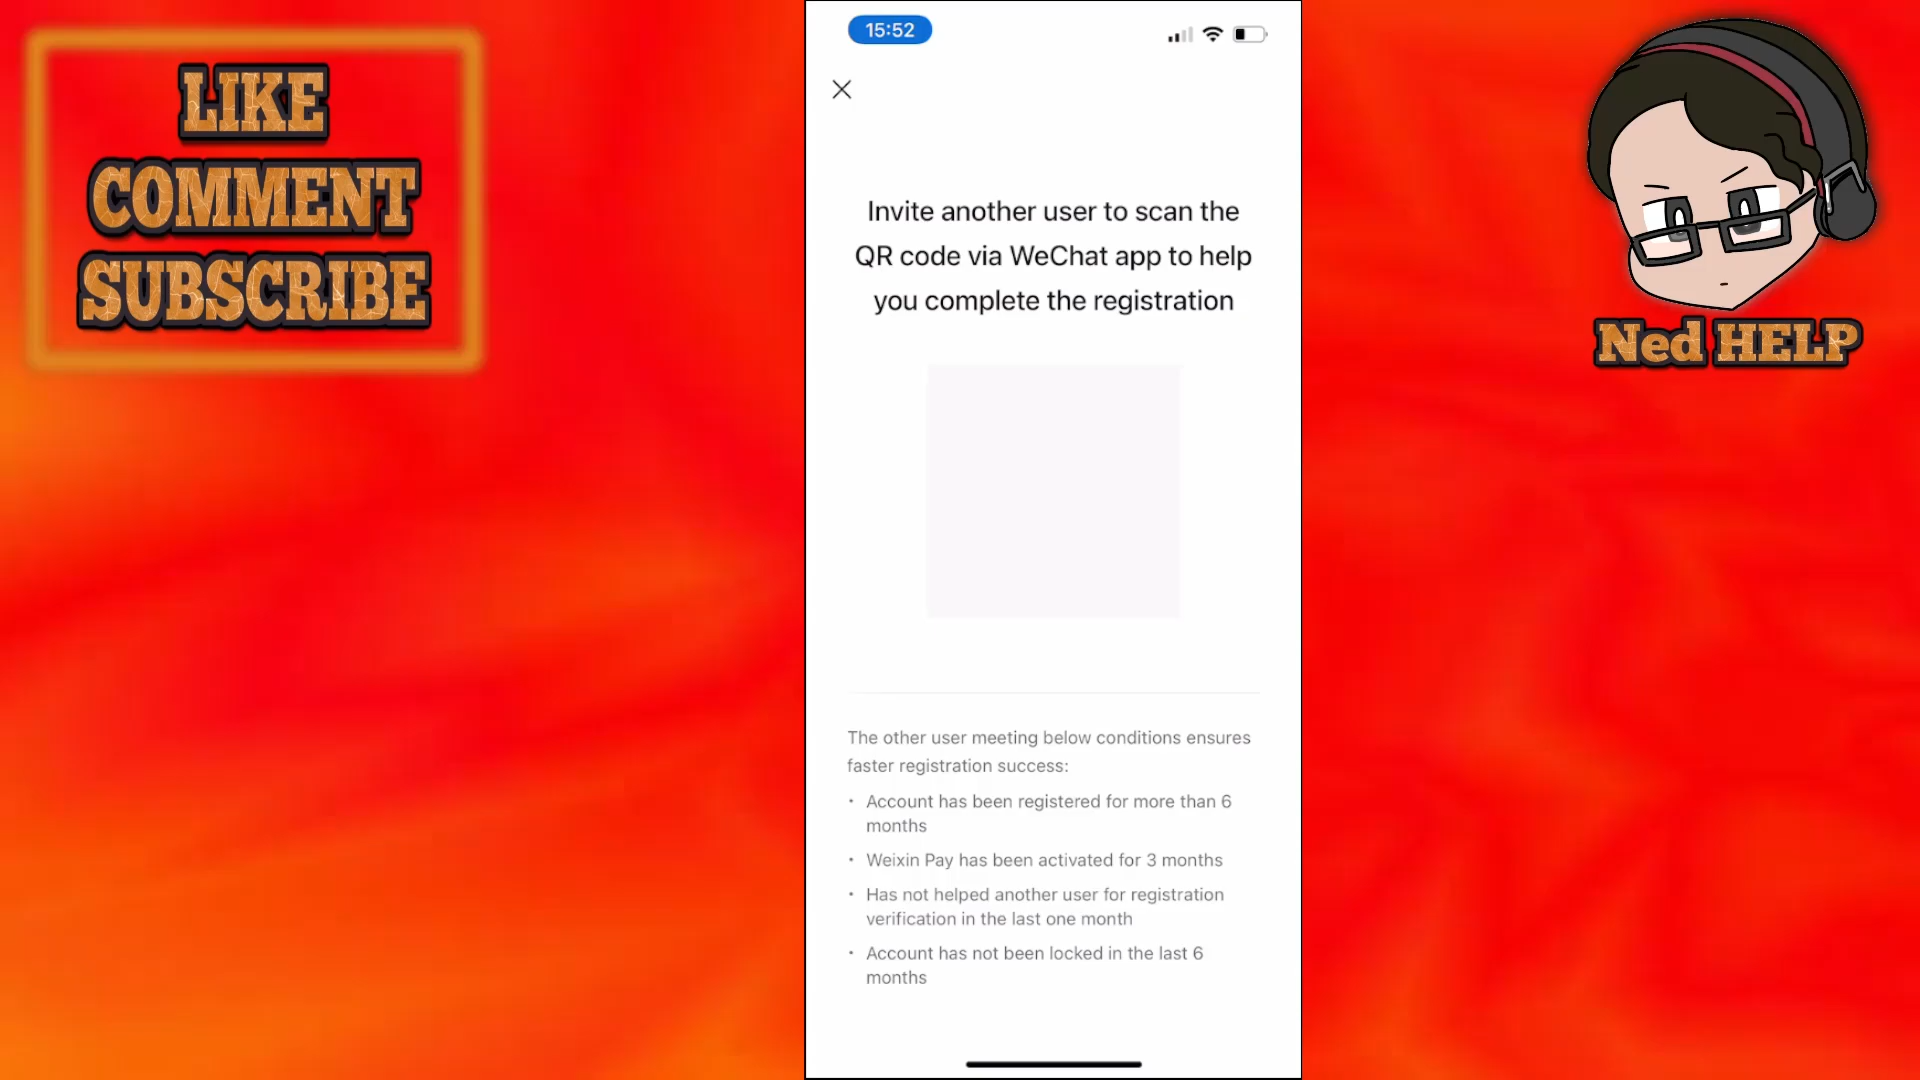 LIKE
COMMENT
SUBSCRIBE
15:52
Invite another user to scan the
QR code via WeChat app to help
you complete the registration
The other user meeting below conditions ensures
faster registration success:
· Account has been registered for more than 6
months
· Weixin Pay has been activated for 3 months
· Has not helped another user for registration
verification in the last one month
· Account has not been locked in the last 6
months
Ned HELP